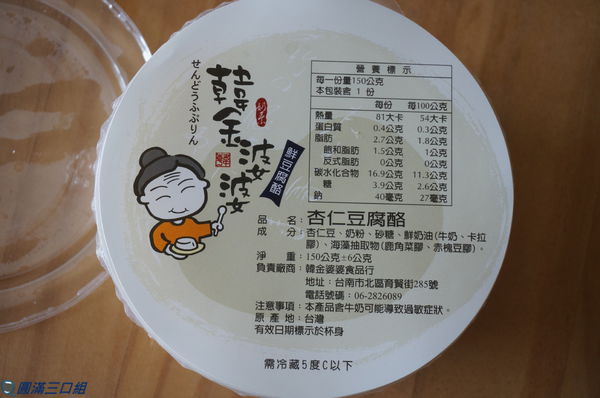 せんどうふぷりん
韓金婆婆
鮮豆腐酪
營養標示
每一份量150公克
本包裝含 1 份
每份 每100公克
熱量 81大卡 54大卡
蛋白質 0.4公克 0.3公克
脂肪 2.7公克 1.8公克
飽和脂肪 1.5公克 1公克
反式脂肪 0公克 0公克
碳水化合物 16.9公克 11.3公克
糖 3.9公克 2.6公克
鈉 40毫克 27毫克
品 名：杏仁豆腐酪
成 分：杏仁豆、奶粉、砂糖、鮮奶油(牛奶、卡拉
膠)、海藻抽取物(鹿角菜膠、赤槐豆膠)。
淨 重：150公克±6公克
負責廠商：韓金婆婆食品行
地址：台南市北區育賢街285號
電話號碼：06-2826089
注意事項：本產品含牛奶可能導致過敏症狀。
原 產 地：台灣
有效日期標示於杯身
需冷藏5度C以下
圓滿三口組